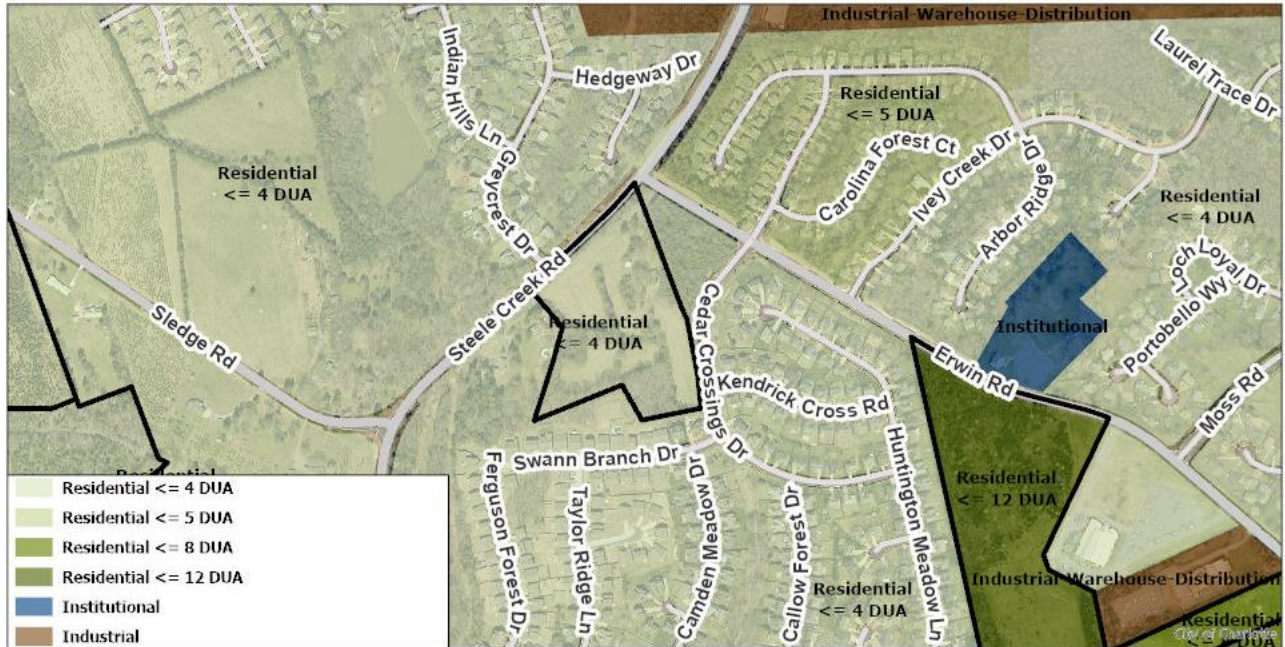 Industrial-Warehouse-Distribution
Laurel Trace Dr
Indian Hills Ln
Hedgeway Dr
Residential
<= 5 DUA
Residential
<= 4 DUA
Greycrest Dr
Carolina Forest Ct
Ivey Creek Dr
Arbor Ridge Dr
Residential
<= 4 DUA
Loch Loyal Dr
Portobello Wy
Sledge Rd
Steele Creek Rd
Residential
<= 4 DUA
Cedar Crossings Dr
Institutional
Erwin Rd
Moss Rd
Kendrick Cross Rd
Huntington Meadow Ln
Swann Branch Dr
Ferguson Forest Dr
Taylor Ridge Ln
Camden Meadow Dr
Callow Forest Dr
Residential
<= 12 DUA
Industrial-Warehouse-Distribution
Residential
<= 4 DUA
Residential
City of Charlotte
Residential <= 4 DUA
Residential <= 5 DUA
Residential <= 8 DUA
Residential <= 12 DUA
Institutional
Industrial